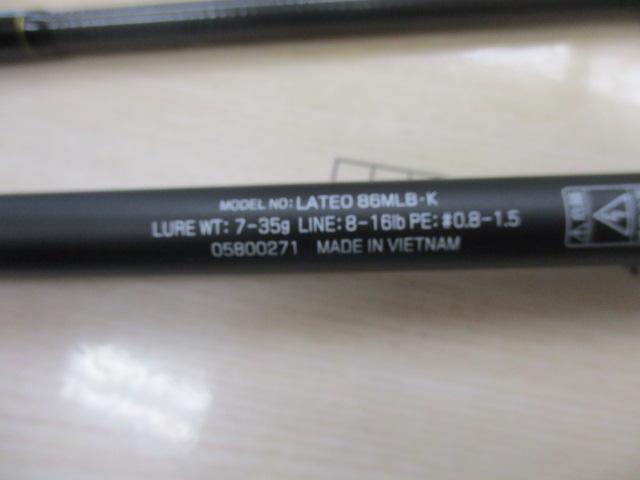 MODEL NO: LATEO 86MLB·K
LURE WT: 7-35g LINE: 8-16lb PE: #0.8-1.5
05800271 MADE IN VIETNAM